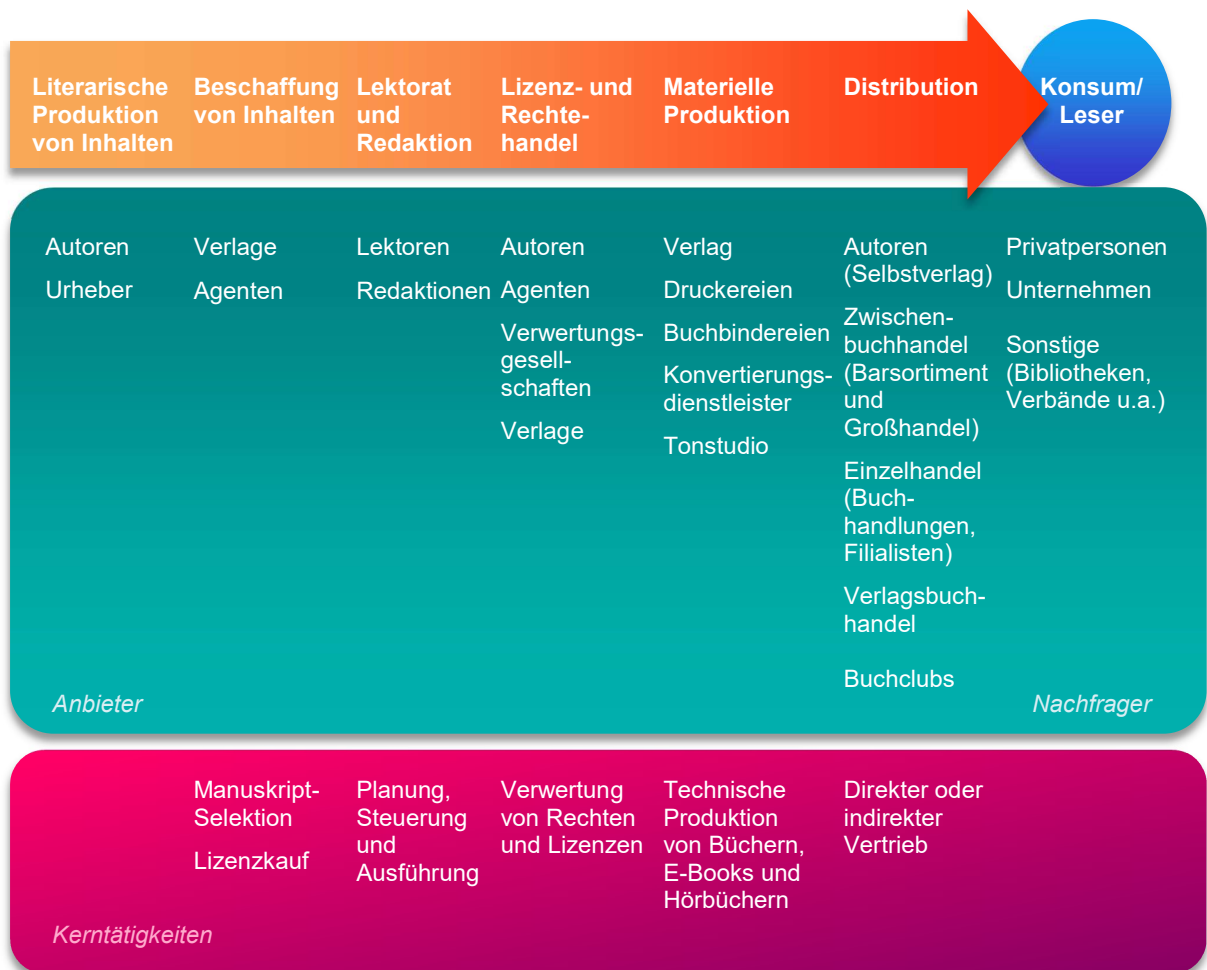 Literarische
Produktion
von Inhalten
Beschaffung
von Inhalten
Lektorat
und
Redaktion
Lizenz- und
Rechte-
handel
Materielle
Produktion
Distribution
Konsum/
Leser
Autoren
Urheber
Verlage
Agenten
Lektoren
Redaktionen
Autoren
Agenten
Verwertungs-
gesell-
schaften
Verlage
Verlag
Druckereien
Buchbindereien
Konvertierungs-
dienstleister
Tonstudio
Autoren
(Selbstverlag)
Zwischen-
buchhandel
(Barsortiment
und
Großhandel)
Einzelhandel
(Buch-
handlungen,
Filialisten)
Verlagsbuch-
handel
Buchclubs
Privatpersonen
Unternehmen
Sonstige
(Bibliotheken,
Verbände u.a.)
Anbieter
Nachfrager
Manuskript-
Selektion
Lizenzkauf
Planung,
Steuerung
und
Ausführung
Verwertung
von Rechten
und Lizenzen
Technische
Produktion
von Büchern,
E-Books und
Hörbüchern
Direkter oder
indirekter
Vertrieb
Kerntätigkeiten